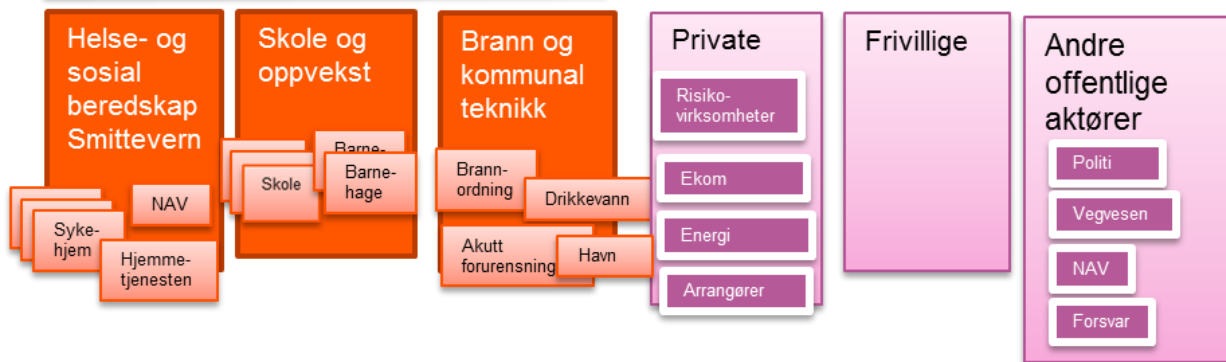 Helse- og
sosial
beredskap
Smittevern
NAV
Syke-
hjem
Hjemme-
tjenesten
Skole og
oppvekst
Skole
Barne-
Barne-
hage
Brann og
kommunal
teknikk
Brann-
ordning
Drikkevann
Akutt
forurensning
Havn
Private
Risiko-
virksomheter
Ekom
Energi
Arrangører
Frivillige
Andre
offentlige
aktører
Politi
Vegvesen
NAV
Forsvar